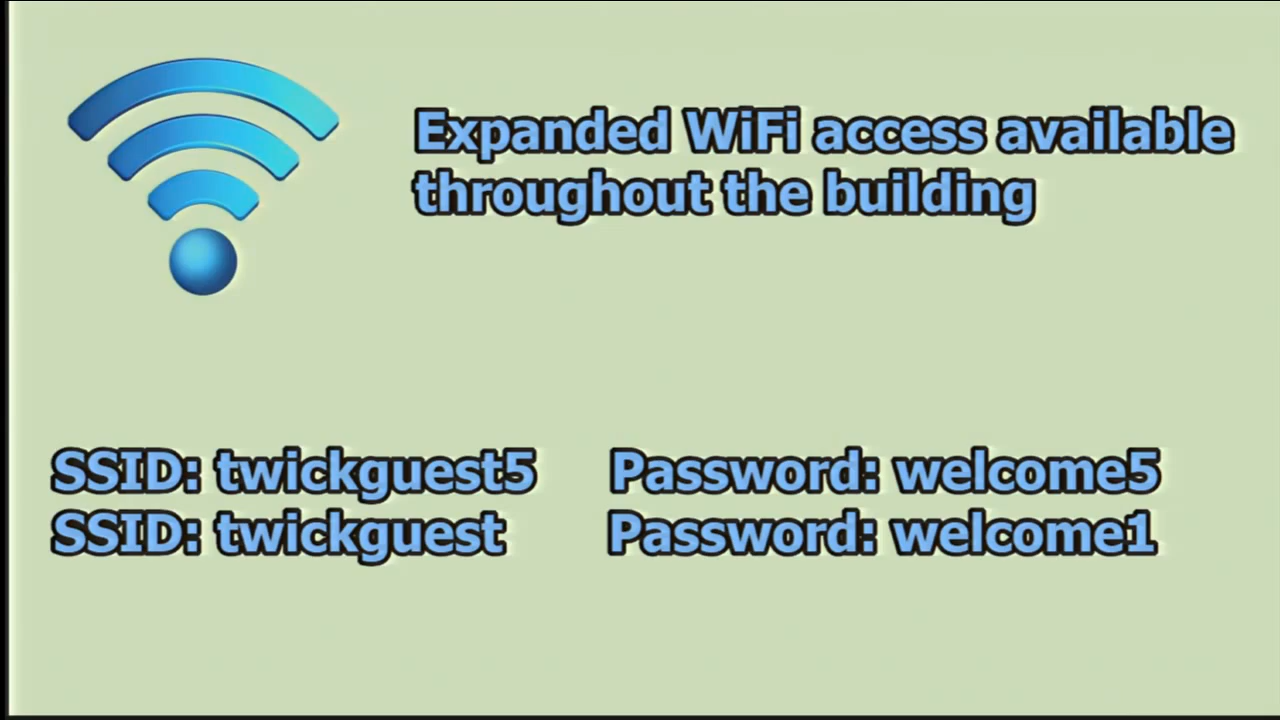 Expanded WiFi access available
throughout the building
SSID: twickguest5 Password: welcome5
SSID: twickguest Password: welcome1